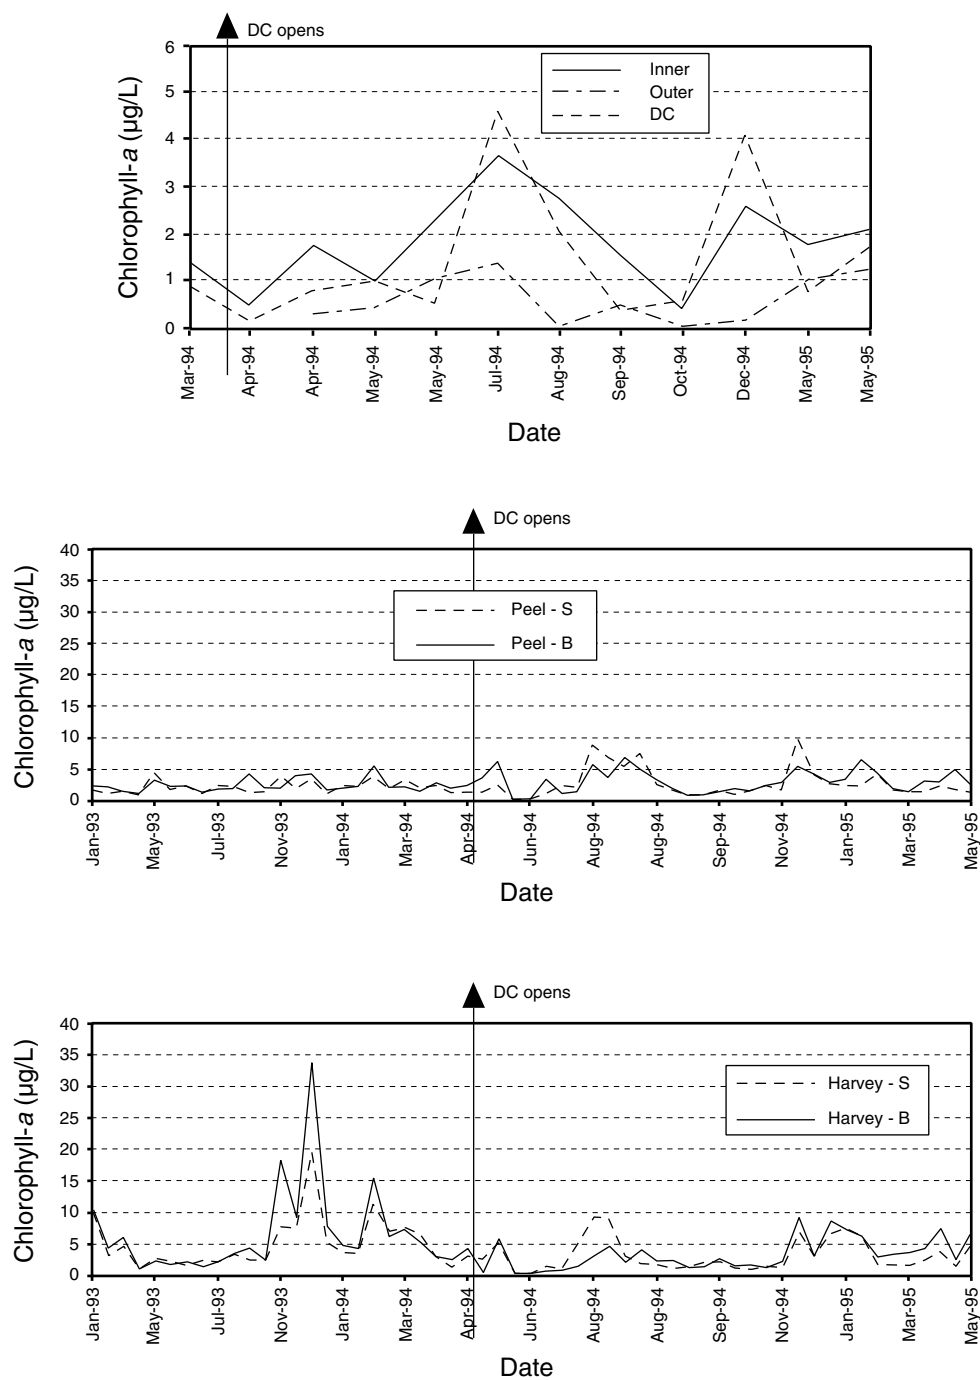 DC opens
6
5
4
3
2
1
0
Chlorophyll-a (µg/L)
Inner
Outer
DC
Mar-94
Apr-94
Apr-94
May-94
May-94
Jul-94
Aug-94
Sep-94
Oct-94
Dec-94
May-95
May-95
Date
DC opens
40
35
30
25
20
15
10
5
0
Chlorophyll-a (µg/L)
Peel - S
Peel - B
Jan-93
May-93
Jul-93
Nov-93
Jan-94
Mar-94
Apr-94
Jun-94
Aug-94
Aug-94
Sep-94
Nov-94
Jan-95
Mar-95
May-95
Date
DC opens
40
35
30
25
20
15
10
5
0
Chlorophyll-a (µg/L)
Harvey - S
Harvey - B
Jan-93
May-93
Jul-93
Nov-93
Jan-94
Mar-94
Apr-94
Jun-94
Aug-94
Aug-94
Sep-94
Nov-94
Jan-95
Mar-95
May-95
Date